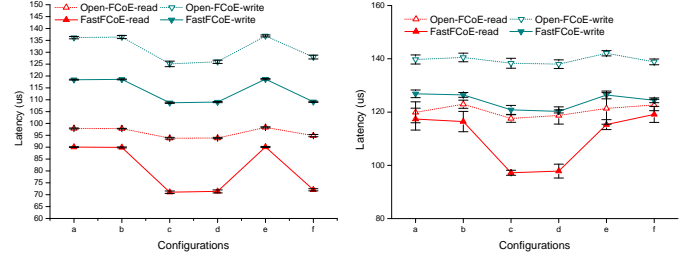 Open-FCoE-read Open-FCoE-write
FastFCoE-read FastFCoE-write
150
145
140
135
130
125
120
115
110
105
100
95
90
85
80
75
70
65
60
Latency (us)
a b c d e f
Configurations
Open-FCoE-read Open-FCoE-write
FastFCoE-read FastFCoE-write
160
140
120
100
80
Latency (us)
a b c d e f
Configurations